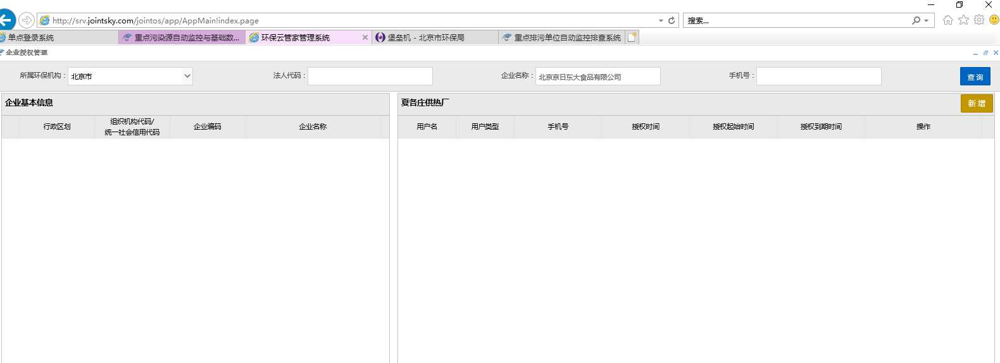 http://srv.jointsky.com/jointos/app/AppMain!index.page
搜索...
单点登录系统
重点污染源自动监控与基础数...
环保云管家管理系统
堡垒机 - 北京市环保局
重点排污单位自动监控排查系统
企业授权管理
所属环保机构：
北京市
法人代码：
企业名称：
北京京日东大食品有限公司
手机号：
查询
企业基本信息
夏各庄供热厂
新增
行政区划
组织机构代码/
统一社会信用代码
企业编码
企业名称
用户名
用户类型
手机号
授权时间
授权起始时间
授权到期时间
操作